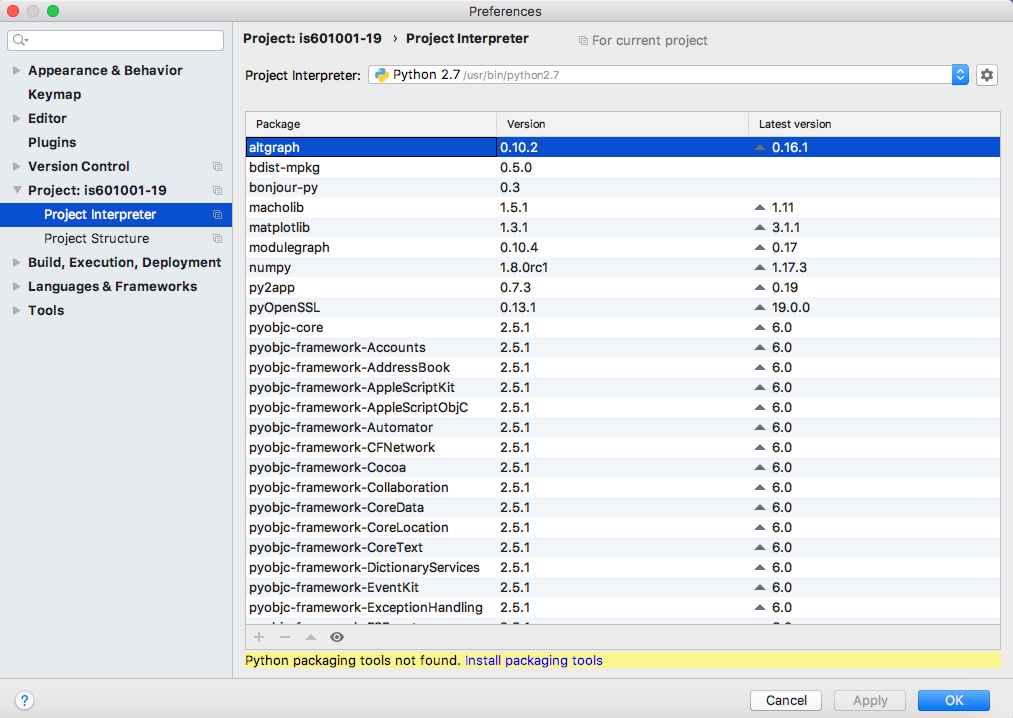 Preferences
Project: is601001-19 › Project Interpreter For current project
Project Interpreter: Python 2.7 /usr/bin/python2.7
Appearance & Behavior
Keymap
Editor
Plugins
Version Control
Project: is601001-19
Project Interpreter
Project Structure
Build, Execution, Deployment
Languages & Frameworks
Tools
Package Version Latest version
altgraph 0.10.2 0.16.1
bdist-mpkg 0.5.0
bonjour-py 0.3
macholib 1.5.1 1.11
matplotlib 1.3.1 3.1.1
modulegraph 0.10.4 0.17
numpy 1.8.0rc1 1.17.3
py2app 0.7.3 0.19
pyOpenSSL 0.13.1 19.0.0
pyobjc-core 2.5.1 6.0
pyobjc-framework-Accounts 2.5.1 6.0
pyobjc-framework-AddressBook 2.5.1 6.0
pyobjc-framework-AppleScriptKit 2.5.1 6.0
pyobjc-framework-AppleScriptObjC 2.5.1 6.0
pyobjc-framework-Automator 2.5.1 6.0
pyobjc-framework-CFNetwork 2.5.1 6.0
pyobjc-framework-Cocoa 2.5.1 6.0
pyobjc-framework-Collaboration 2.5.1 6.0
pyobjc-framework-CoreData 2.5.1 6.0
pyobjc-framework-CoreLocation 2.5.1 6.0
pyobjc-framework-CoreText 2.5.1 6.0
pyobjc-framework-DictionaryServices 2.5.1 6.0
pyobjc-framework-EventKit 2.5.1 6.0
pyobjc-framework-ExceptionHandling 2.5.1 6.0
Python packaging tools not found. Install packaging tools
? Cancel Apply OK